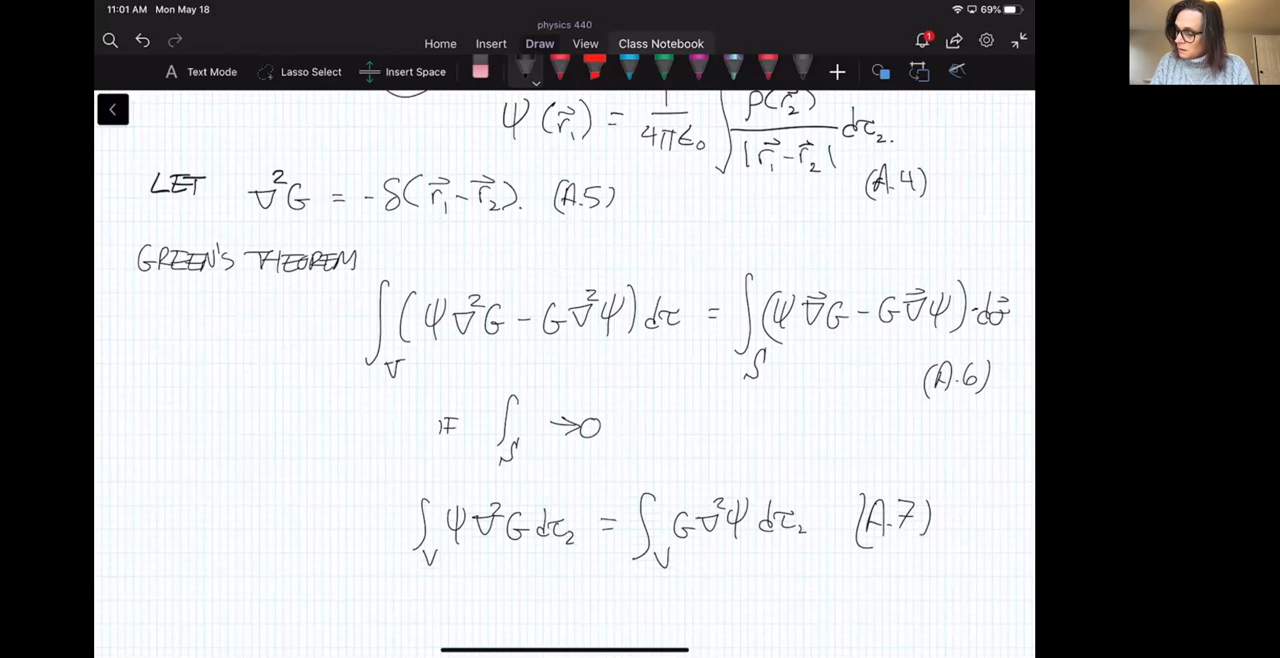 11:01 AM Mon May 18
69%
physics 440
Home Insert Draw View Class Notebook
1
Text Mode Lasso Select Insert Space
ψ(r⃗₁) = 1/4πϵ₀ ∫ ρ(r⃗₂)/|r⃗₁-r⃗₂| dτ₂.
(A.4)
LET ∇²G = -δ(r⃗₁-r⃗₂). (A.5)
GREEN'S THEOREM
∫_V (ψ∇²G - G∇²ψ) dτ = ∫_S (ψ∇⃗G - G∇⃗ψ)·dσ⃗
(A.6)
IF ∫_S → 0
∫_V ψ∇²G dτ₂ = ∫_V G∇²ψ dτ₂ (A.7)